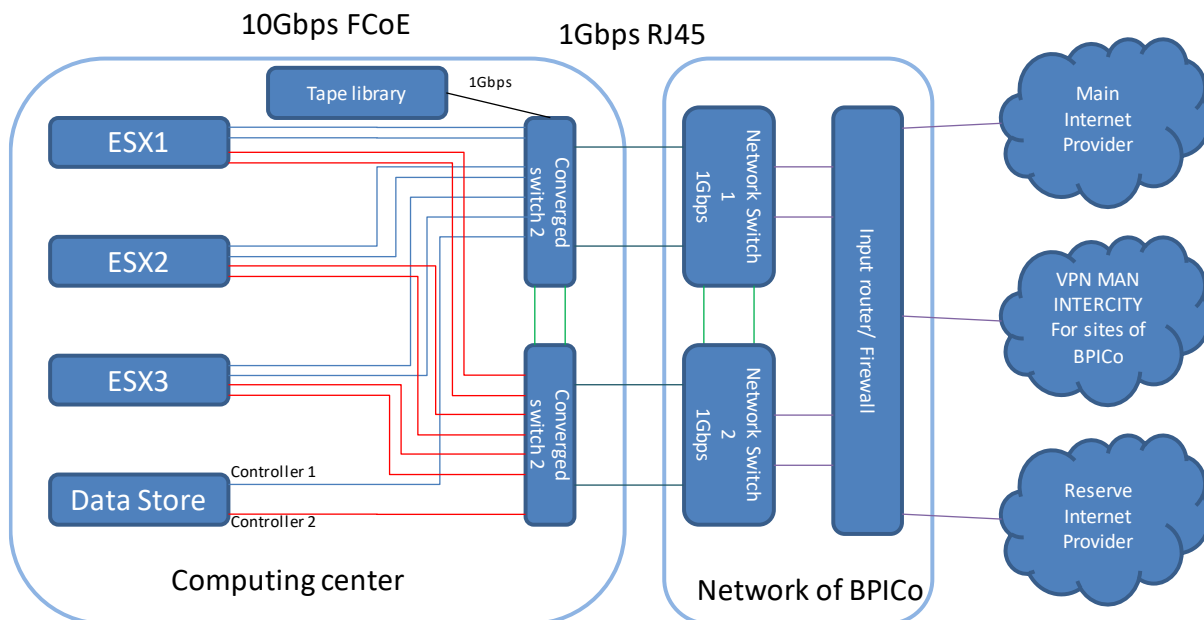 10Gbps FCoE
1Gbps RJ45
Tape library
1Gbps
ESX1
ESX2
ESX3
Data Store
Controller 1
Controller 2
Converged
switch 2
Converged
switch 2
Computing center
Network Switch
1
1Gbps
Network Switch
2
1Gbps
Input router/ Firewall
Network of BPICo
Main
Internet
Provider
VPN MAN
INTERCITY
For sites of
BPICo
Reserve
Internet
Provider